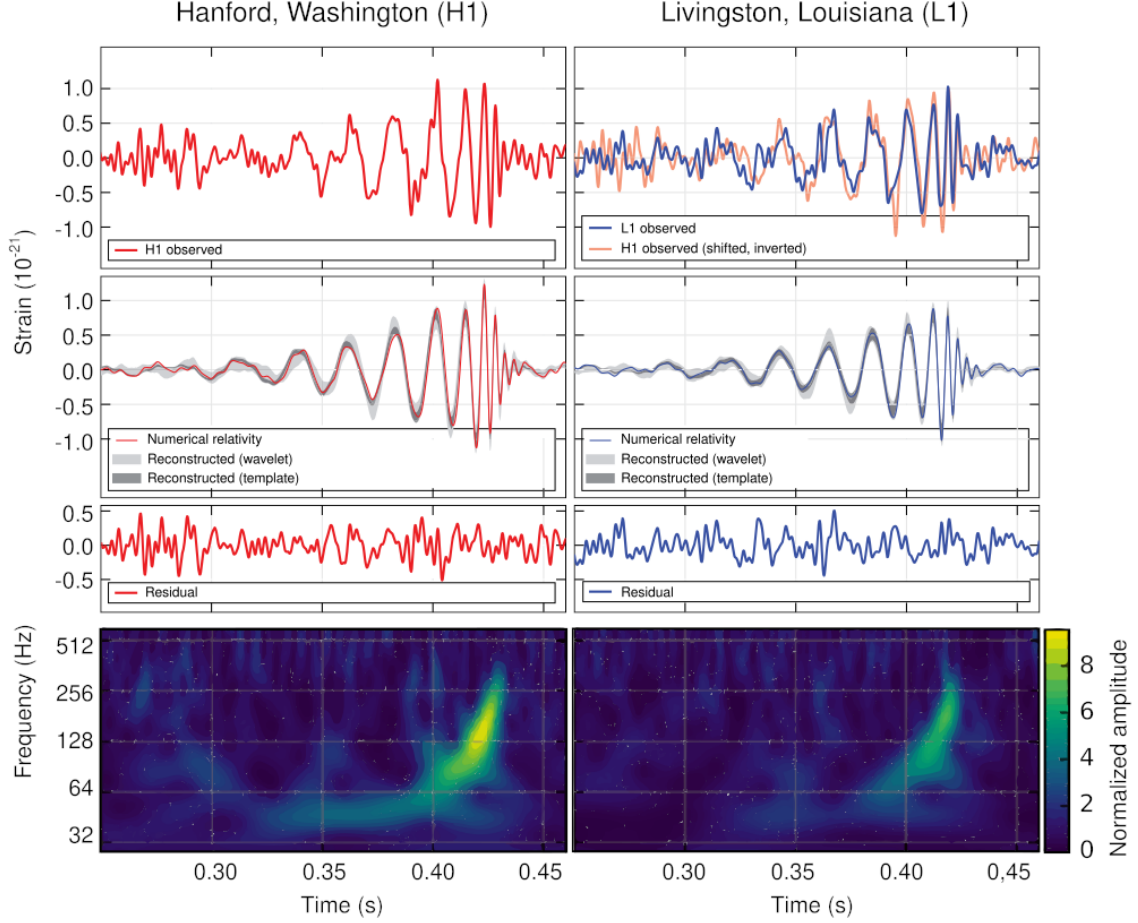 Hanford, Washington (H1)
Livingston, Louisiana (L1)
Strain (10⁻²¹)
1.0
0.5
0.0
-0.5
-1.0
H1 observed
L1 observed
H1 observed (shifted, inverted)
1.0
0.5
0.0
-0.5
-1.0
Numerical relativity
Reconstructed (wavelet)
Reconstructed (template)
Numerical relativity
Reconstructed (wavelet)
Reconstructed (template)
0.5
0.0
-0.5
Residual
Residual
Frequency (Hz)
512
256
128
64
32
Normalized amplitude
8
6
4
2
0
0.30 0.35 0.40 0.45
0.30 0.35 0.40 0,45
Time (s)
Time (s)